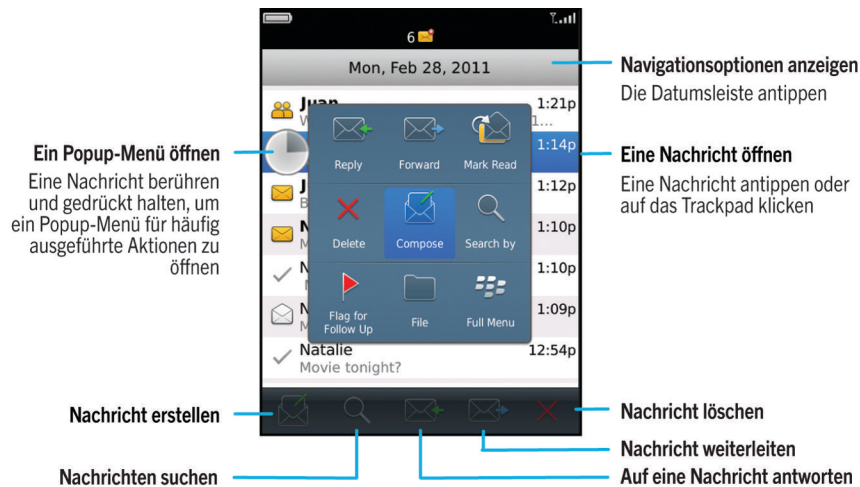 6
Mon, Feb 28, 2011
Navigationsoptionen anzeigen
Die Datumsleiste antippen
Juan
1:21p
1...
Reply
Forward
Mark Read
1:14p
Ein Popup-Menü öffnen
Eine Nachricht berühren
und gedrückt halten, um
ein Popup-Menü für häufig
ausgeführte Aktionen zu
öffnen
Eine Nachricht öffnen
Eine Nachricht antippen oder
auf das Trackpad klicken
1:12p
1:10p
Delete
Compose
Search by
1:10p
1:09p
Flag for
Follow Up
File
Full Menu
Natalie
12:54p
Movie tonight?
Nachricht erstellen
Nachricht löschen
Nachricht weiterleiten
Nachrichten suchen
Auf eine Nachricht antworten